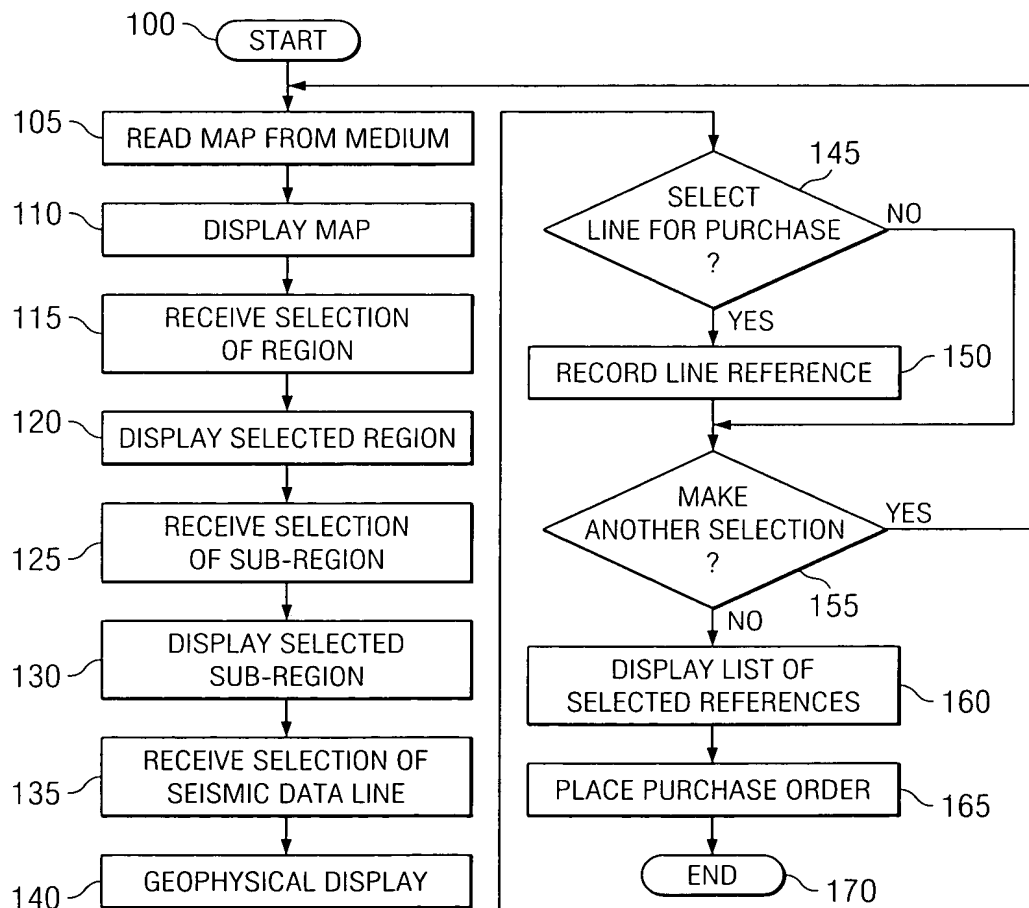 100
START
105
READ MAP FROM MEDIUM
110
DISPLAY MAP
115
RECEIVE SELECTION
OF REGION
120
DISPLAY SELECTED REGION
125
RECEIVE SELECTION
OF SUB-REGION
130
DISPLAY SELECTED
SUB-REGION
135
RECEIVE SELECTION OF
SEISMIC DATA LINE
140
GEOPHYSICAL DISPLAY
145
SELECT
LINE FOR PURCHASE
?
NO
YES
RECORD LINE REFERENCE
150
MAKE
ANOTHER SELECTION
?
YES
155
NO
DISPLAY LIST OF
SELECTED REFERENCES
160
PLACE PURCHASE ORDER
165
END
170